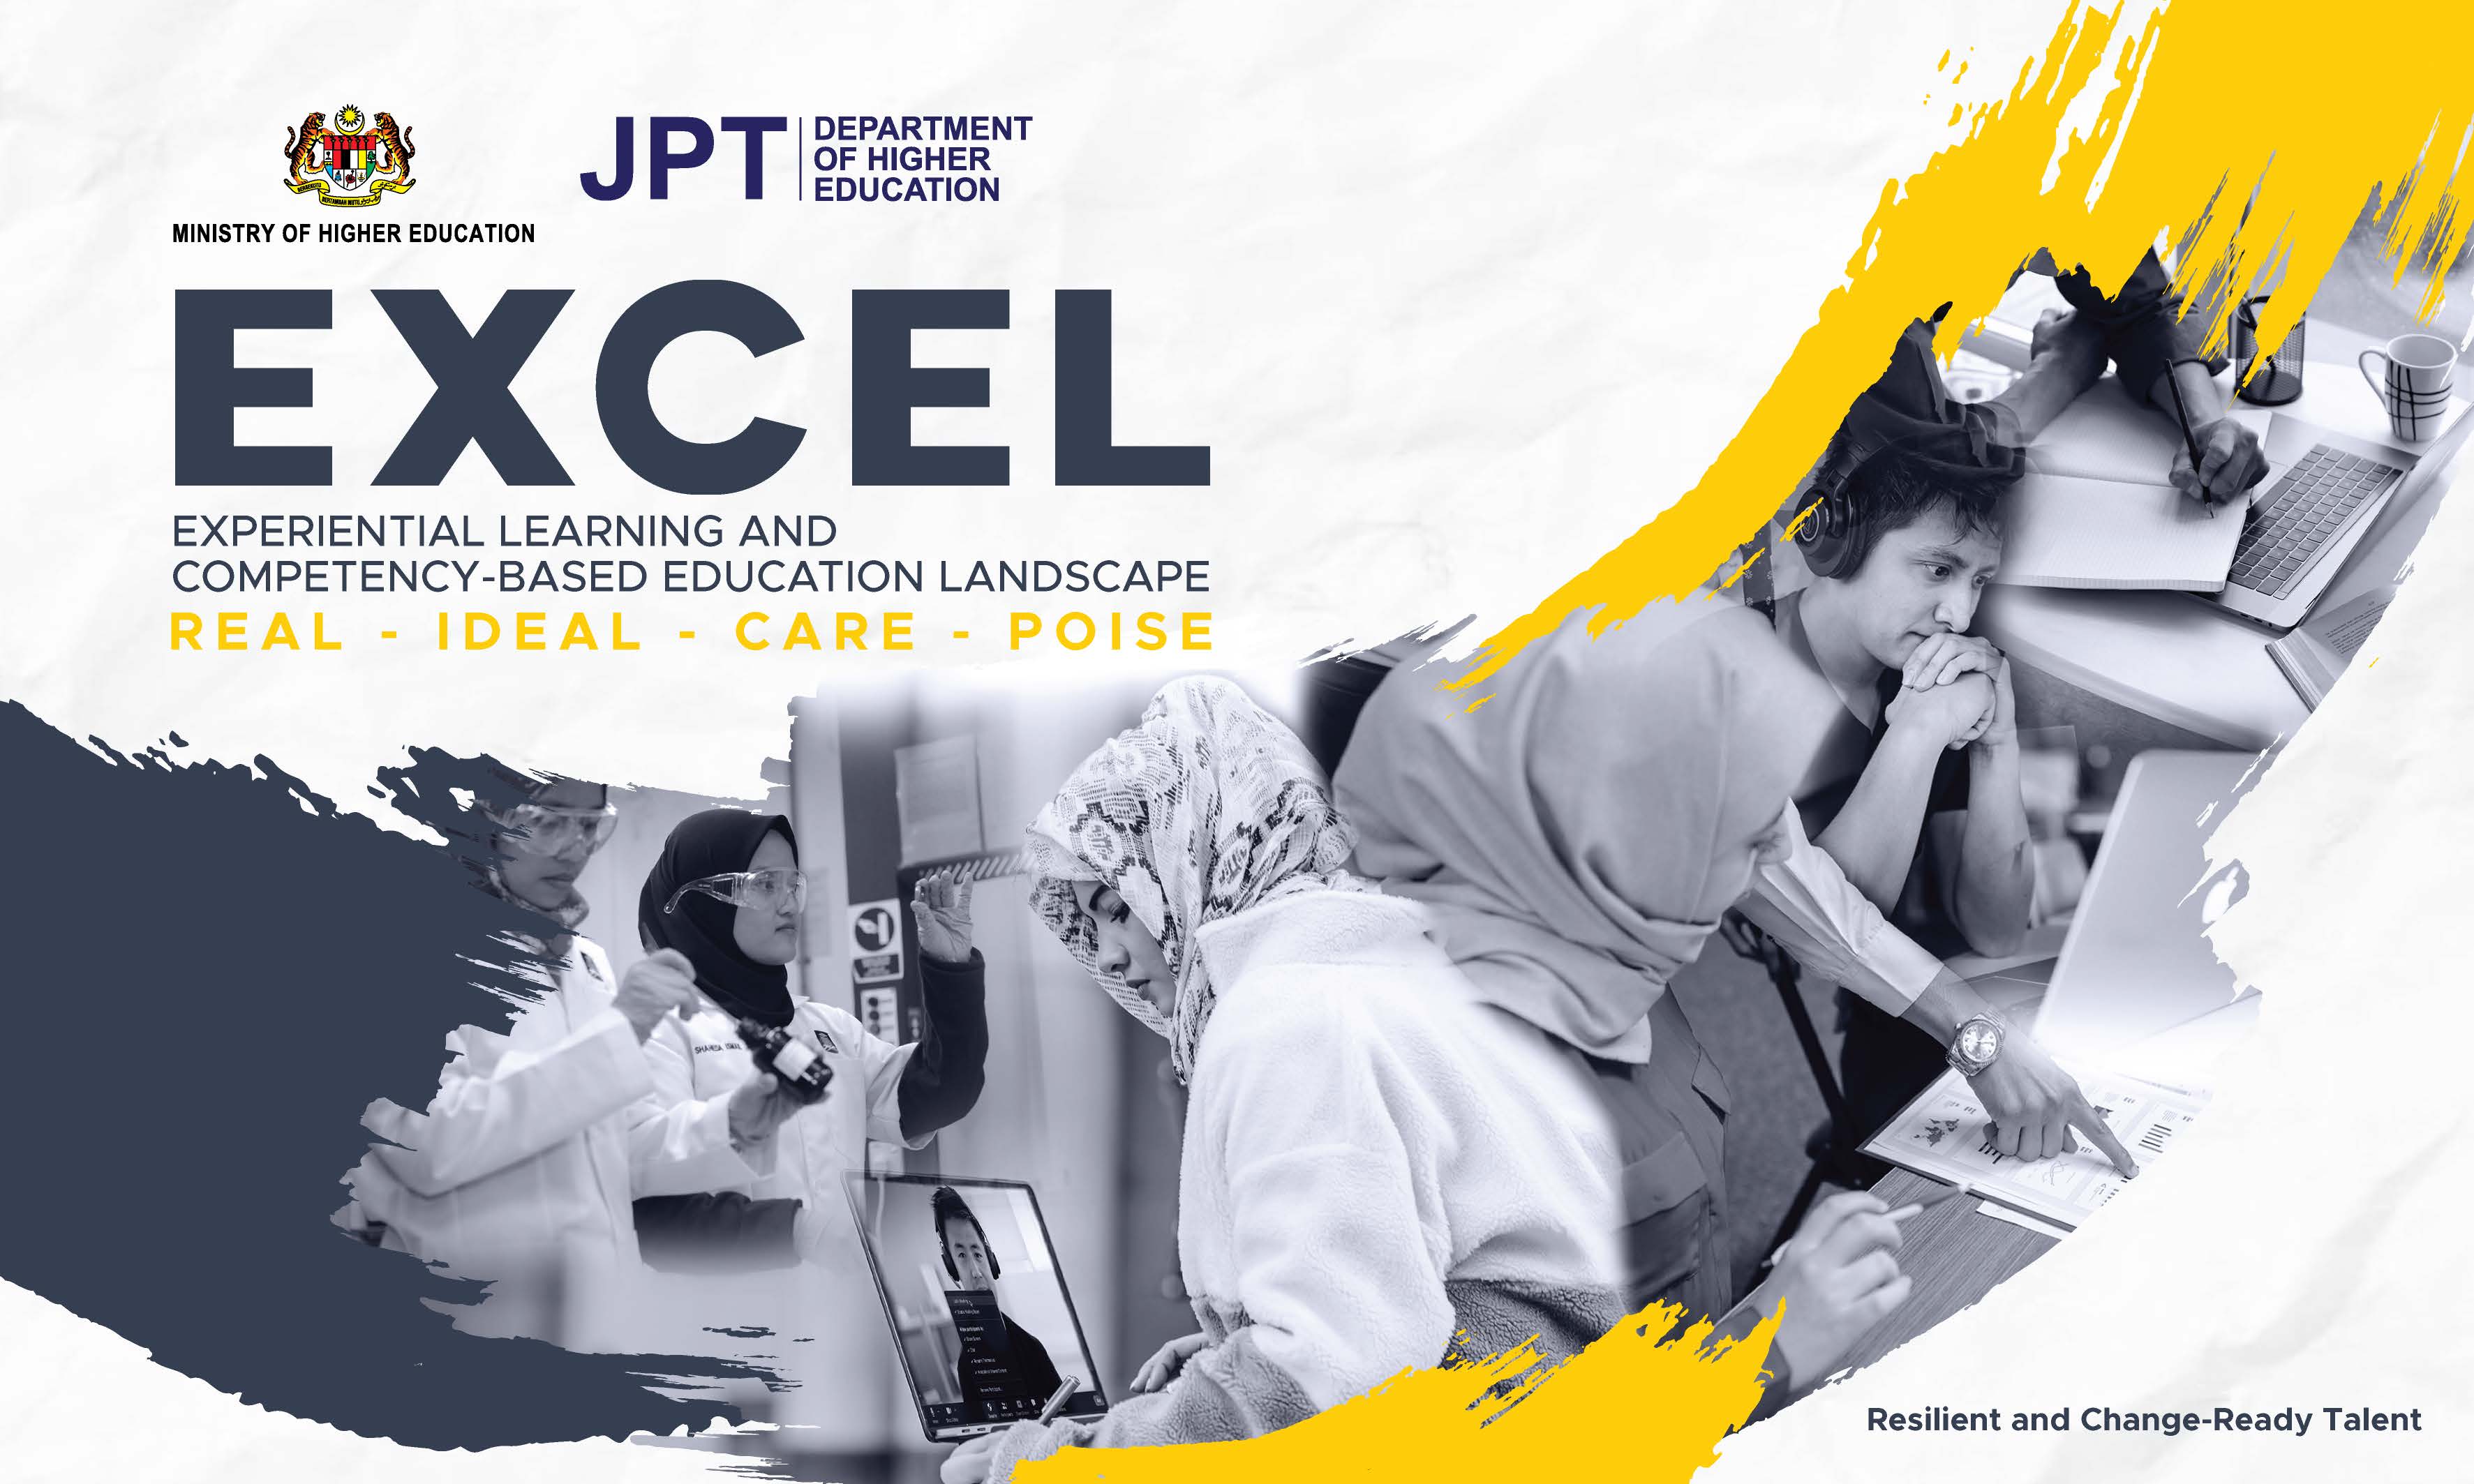 MINISTRY OF HIGHER EDUCATION
JPT
DEPARTMENT
OF HIGHER
EDUCATION
EXCEL
EXPERIENTIAL LEARNING AND
COMPETENCY-BASED EDUCATION LANDSCAPE
REAL - IDEAL - CARE - POISE
Resilient and Change-Ready Talent